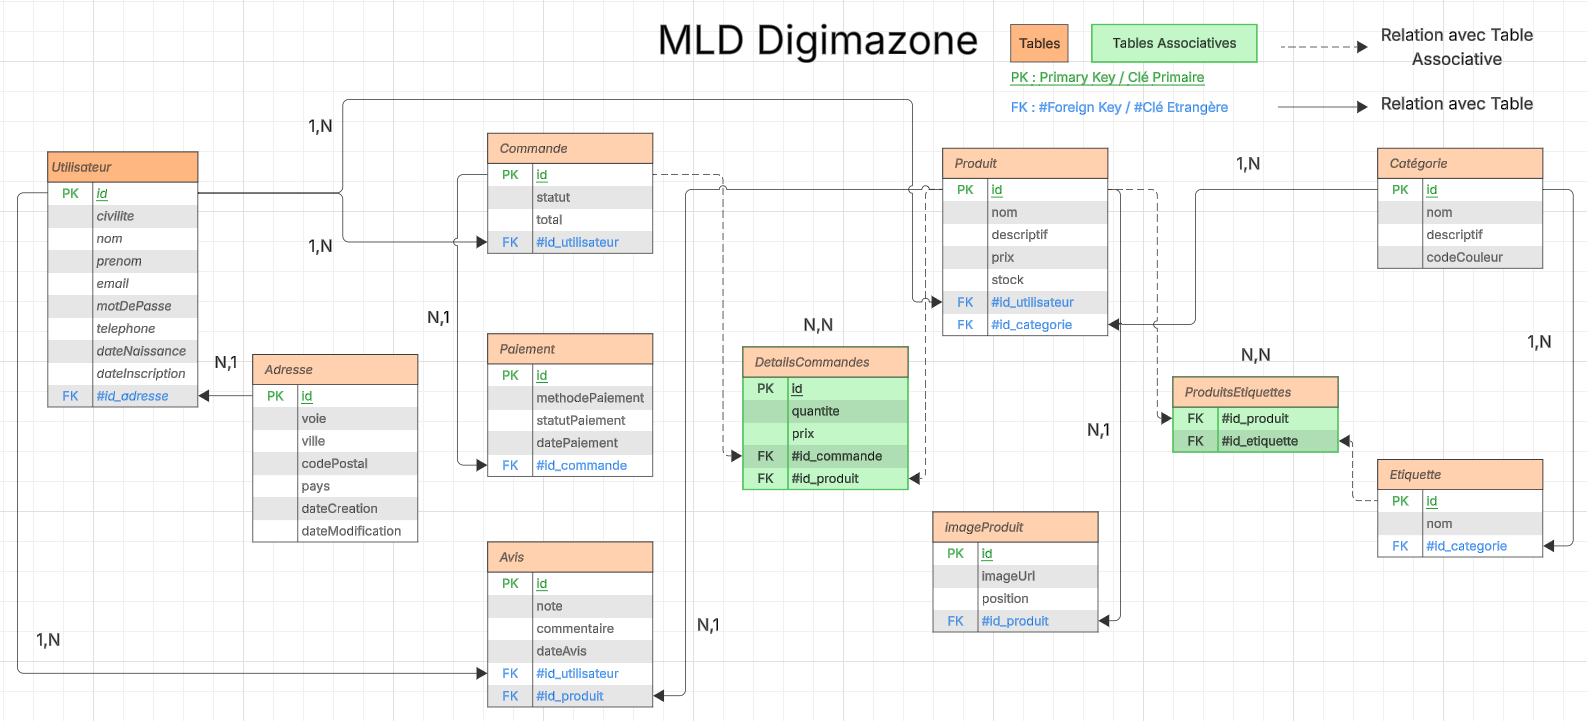 MLD Digimazone
Tables
Tables Associatives
Relation avec Table
Associative
PK : Primary Key / Clé Primaire
FK : #Foreign Key / #Clé Etrangère
Relation avec Table
1,N
1,N
Utilisateur
PK id
civilite
nom
prenom
email
motDePasse
telephone
dateNaissance
dateInscription
FK #id_adresse
N,1
Adresse
PK id
voie
ville
codePostal
pays
dateCreation
dateModification
1,N
Commande
PK id
statut
total
FK #id_utilisateur
N,1
Paiement
PK id
methodePaiement
statutPaiement
datePaiement
FK #id_commande
Avis
PK id
note
commentaire
dateAvis
FK #id_utilisateur
FK #id_produit
N,1
N,N
DetailsCommandes
PK id
quantite
prix
FK #id_commande
FK #id_produit
Produit
PK id
nom
descriptif
prix
stock
FK #id_utilisateur
FK #id_categorie
N,1
imageProduit
PK id
imageUrl
position
FK #id_produit
1,N
N,N
ProduitsEtiquettes
FK #id_produit
FK #id_etiquette
Catégorie
PK id
nom
descriptif
codeCouleur
1,N
Etiquette
PK id
nom
FK #id_categorie